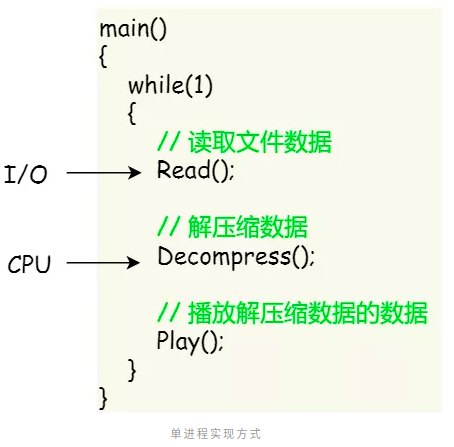 main()
{
while(1)
{
// 读取文件数据
I/O
Read();
// 解压缩数据
CPU
Decompress();
// 播放解压缩数据的数据
Play();
}
}
单进程实现方式